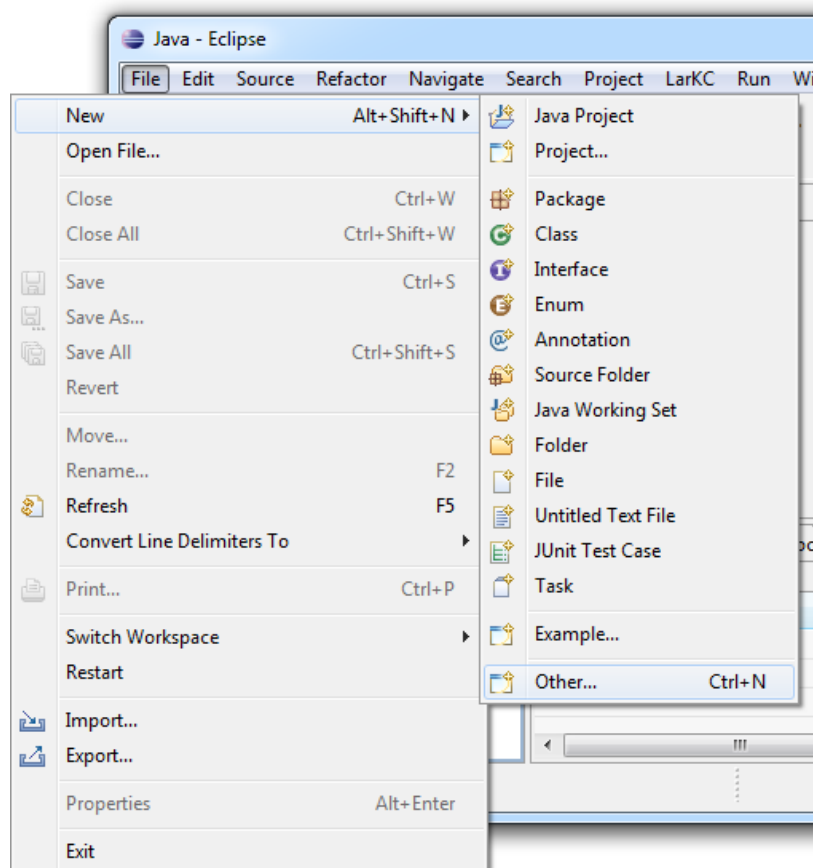 Java - Eclipse
File Edit Source Refactor Navigate Search Project LarKC Run
New Alt+Shift+N
Open File...
Close Ctrl+W
Close All Ctrl+Shift+W
Save Ctrl+S
Save As...
Save All Ctrl+Shift+S
Revert
Move...
Rename... F2
Refresh F5
Convert Line Delimiters To
Print... Ctrl+P
Switch Workspace
Restart
Import...
Export...
Properties Alt+Enter
Exit
Java Project
Project...
Package
Class
Interface
Enum
Annotation
Source Folder
Java Working Set
Folder
File
Untitled Text File
JUnit Test Case
Task
Example...
Other... Ctrl+N